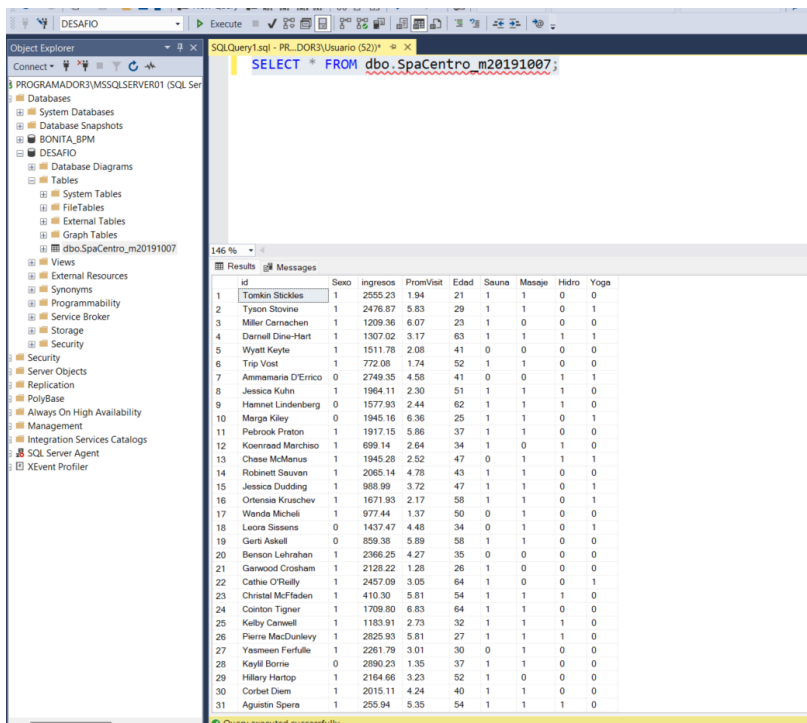 DESAFIO
Execute
Object Explorer
Connect
PROGRAMADOR3\MSSQLSERVER01 (SQL Ser
Databases
System Databases
Database Snapshots
BONITA_BPM
DESAFIO
Database Diagrams
Tables
System Tables
FileTables
External Tables
Graph Tables
dbo.SpaCentro_m20191007
Views
External Resources
Synonyms
Programmability
Service Broker
Storage
Security
Security
Server Objects
Replication
PolyBase
Always On High Availability
Management
Integration Services Catalogs
SQL Server Agent
XEvent Profiler
SQLQuery1.sql - PR...DOR3\Usuario (52))*
SELECT * FROM dbo.SpaCentro_m20191007;
146 %
Results Messages
id Sexo ingresos PromVisit Edad Sauna Masaje Hidro Yoga
1 Tomkin Stickles 1 2555.23 1.94 21 1 1 0 0
2 Tyson Stovine 1 2476.87 5.83 29 1 1 0 1
3 Miller Carnachen 1 1209.36 6.07 23 1 0 0 0
4 Darnell Dine-Hart 1 1307.02 3.17 63 1 1 1 1
5 Wyatt Keyte 1 1511.78 2.08 41 0 0 0 0
6 Trip Vost 1 772.08 1.74 52 1 1 0 0
7 Ammamaria D'Errico 0 2749.35 4.58 41 0 0 1 1
8 Jessica Kuhn 1 1964.11 2.30 51 1 1 1 0
9 Hamnet Lindenberg 0 1577.93 2.44 62 1 1 1 0
10 Marga Kiley 0 1945.16 6.36 25 1 1 0 1
11 Pebrook Praton 1 1917.15 5.86 37 1 1 0 0
12 Koenraad Marchiso 1 699.14 2.64 34 1 0 1 0
13 Chase McManus 1 1945.28 2.52 47 0 1 1 1
14 Robinett Sauvan 1 2065.14 4.78 43 1 1 0 0
15 Jessica Dudding 1 988.99 3.72 47 1 1 0 1
16 Ortensia Kruschev 1 1671.93 2.17 58 1 1 0 1
17 Wanda Micheli 1 977.44 1.37 50 0 1 0 0
18 Leora Sissens 0 1437.47 4.48 34 0 1 0 1
19 Gerti Askell 0 859.38 5.89 58 1 1 0 0
20 Benson Lehrahan 1 2366.25 4.27 35 0 0 0 0
21 Garwood Crosham 1 2128.22 1.28 26 1 1 0 0
22 Cathie O'Reilly 1 2457.09 3.05 64 1 0 0 1
23 Christal McFfaden 1 410.30 5.81 54 1 1 1 0
24 Cointon Tigner 1 1709.80 6.83 64 1 1 0 0
25 Kelby Canwell 1 1183.91 2.73 32 1 1 1 0
26 Pierre MacDunlevy 1 2825.93 5.81 27 1 1 1 0
27 Yasmeen Ferfulle 1 2261.79 3.01 30 0 1 0 0
28 Kaylil Borrie 0 2890.23 1.35 37 1 1 0 0
29 Hillary Hartop 1 2164.66 3.23 52 1 0 0 0
30 Corbet Diem 1 2015.11 4.24 40 1 1 0 0
31 Aguistin Spera 1 255.94 5.35 54 1 1 1 0
Query executed successfully